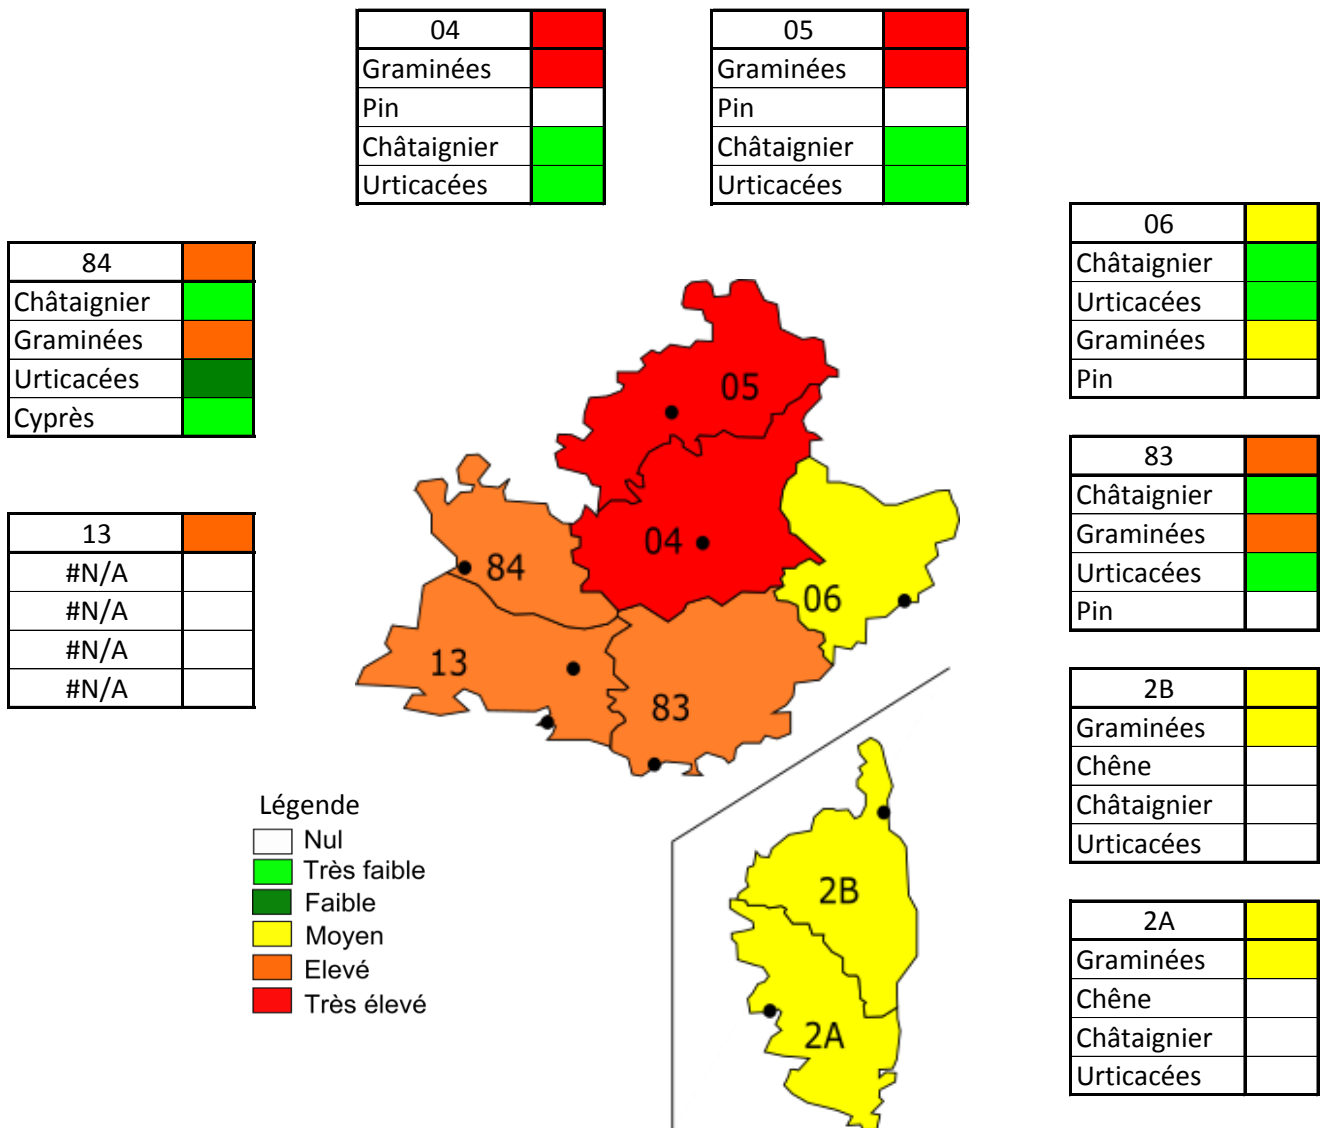 04
Graminées
Pin
Châtaignier
Urticacées
05
Graminées
Pin
Châtaignier
Urticacées
84
Châtaignier
Graminées
Urticacées
Cyprès
06
Châtaignier
Urticacées
Graminées
Pin
13
#N/A
#N/A
#N/A
#N/A
83
Châtaignier
Graminées
Urticacées
Pin
05
04
84
06
13
83
2B
Graminées
Chêne
Châtaignier
Urticacées
Légende
Nul
Très faible
Faible
Moyen
Elevé
Très élevé
2B
2A
2A
Graminées
Chêne
Châtaignier
Urticacées